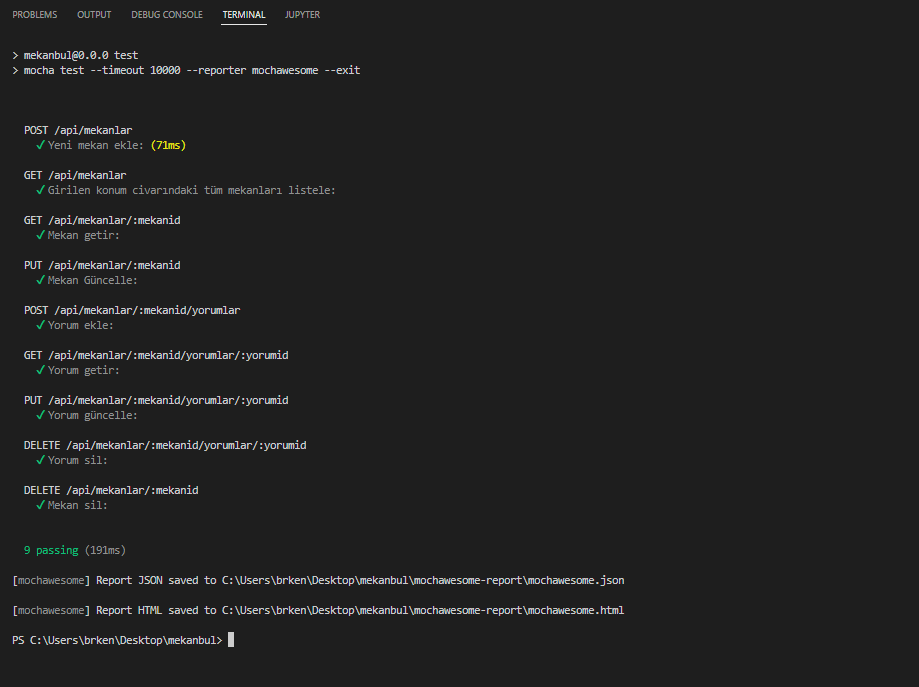 PROBLEMS OUTPUT DEBUG CONSOLE TERMINAL JUPYTER
> mekanbul@0.0.0 test
> mocha test --timeout 10000 --reporter mochawesome --exit
POST /api/mekanlar
✓ Yeni mekan ekle: (71ms)
GET /api/mekanlar
✓ Girilen konum civarındaki tüm mekanları listele:
GET /api/mekanlar/:mekanid
✓ Mekan getir:
PUT /api/mekanlar/:mekanid
✓ Mekan Güncelle:
POST /api/mekanlar/:mekanid/yorumlar
✓ Yorum ekle:
GET /api/mekanlar/:mekanid/yorumlar/:yorumid
✓ Yorum getir:
PUT /api/mekanlar/:mekanid/yorumlar/:yorumid
✓ Yorum güncelle:
DELETE /api/mekanlar/:mekanid/yorumlar/:yorumid
✓ Yorum sil:
DELETE /api/mekanlar/:mekanid
✓ Mekan sil:
9 passing (191ms)
[mochawesome] Report JSON saved to C:\Users\brken\Desktop\mekanbul\mochawesome-report\mochawesome.json
[mochawesome] Report HTML saved to C:\Users\brken\Desktop\mekanbul\mochawesome-report\mochawesome.html
PS C:\Users\brken\Desktop\mekanbul>